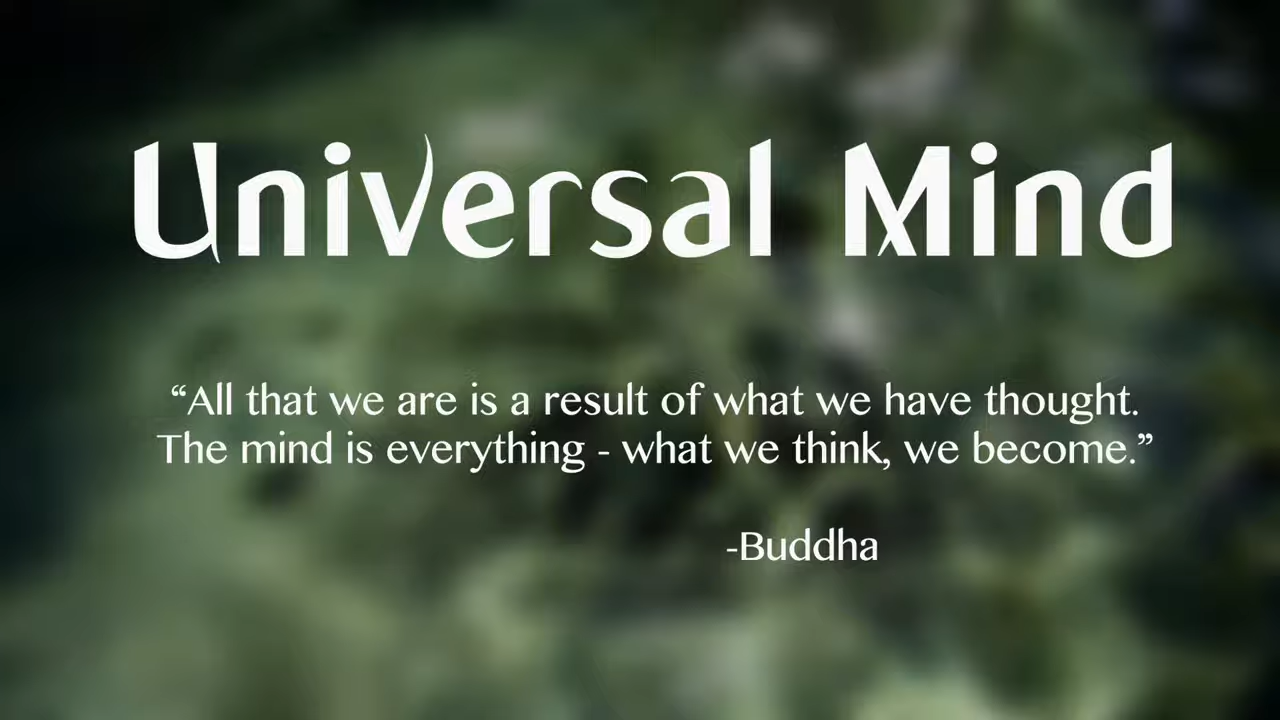 Universal Mind
“All that we are is a result of what we have thought.
The mind is everything - what we think, we become.”
-Buddha